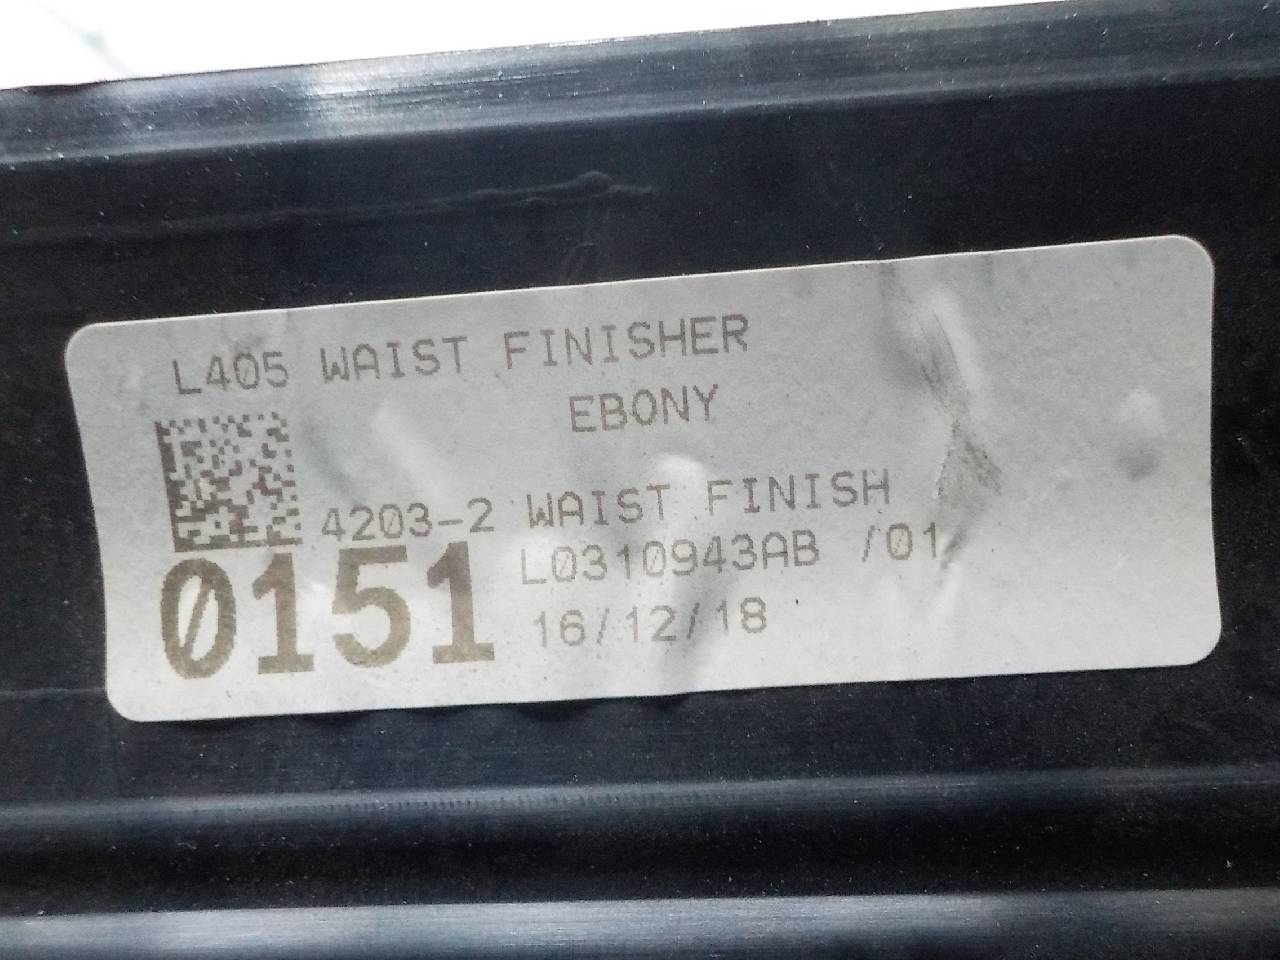 L405 WAIST FINISHER
EBONY
4203-2 WAIST FINISH
0151
L0310943AB /01
16/12/18